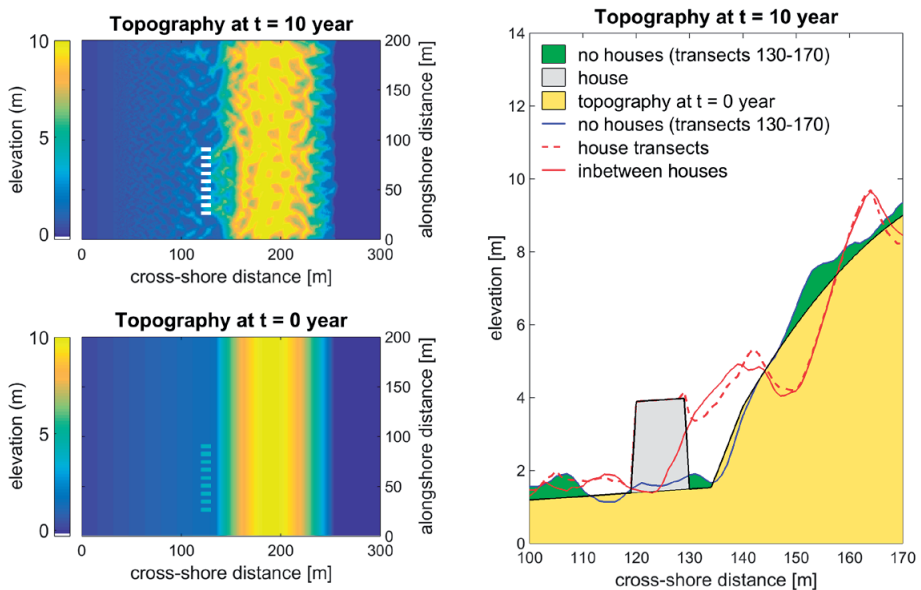 Topography at t = 10 year
10
5
0
elevation (m)
200
150
100
50
0
alongshore distance [m]
0 100 200 300
cross-shore distance [m]
Topography at t = 0 year
10
5
0
elevation (m)
200
150
100
50
0
alongshore distance [m]
0 100 200 300
cross-shore distance [m]
Topography at t = 10 year
no houses (transects 130-170)
house
topography at t = 0 year
no houses (transects 130-170)
house transects
inbetween houses
14
12
10
8
6
4
2
0
elevation [m]
100 110 120 130 140 150 160 170
cross-shore distance [m]